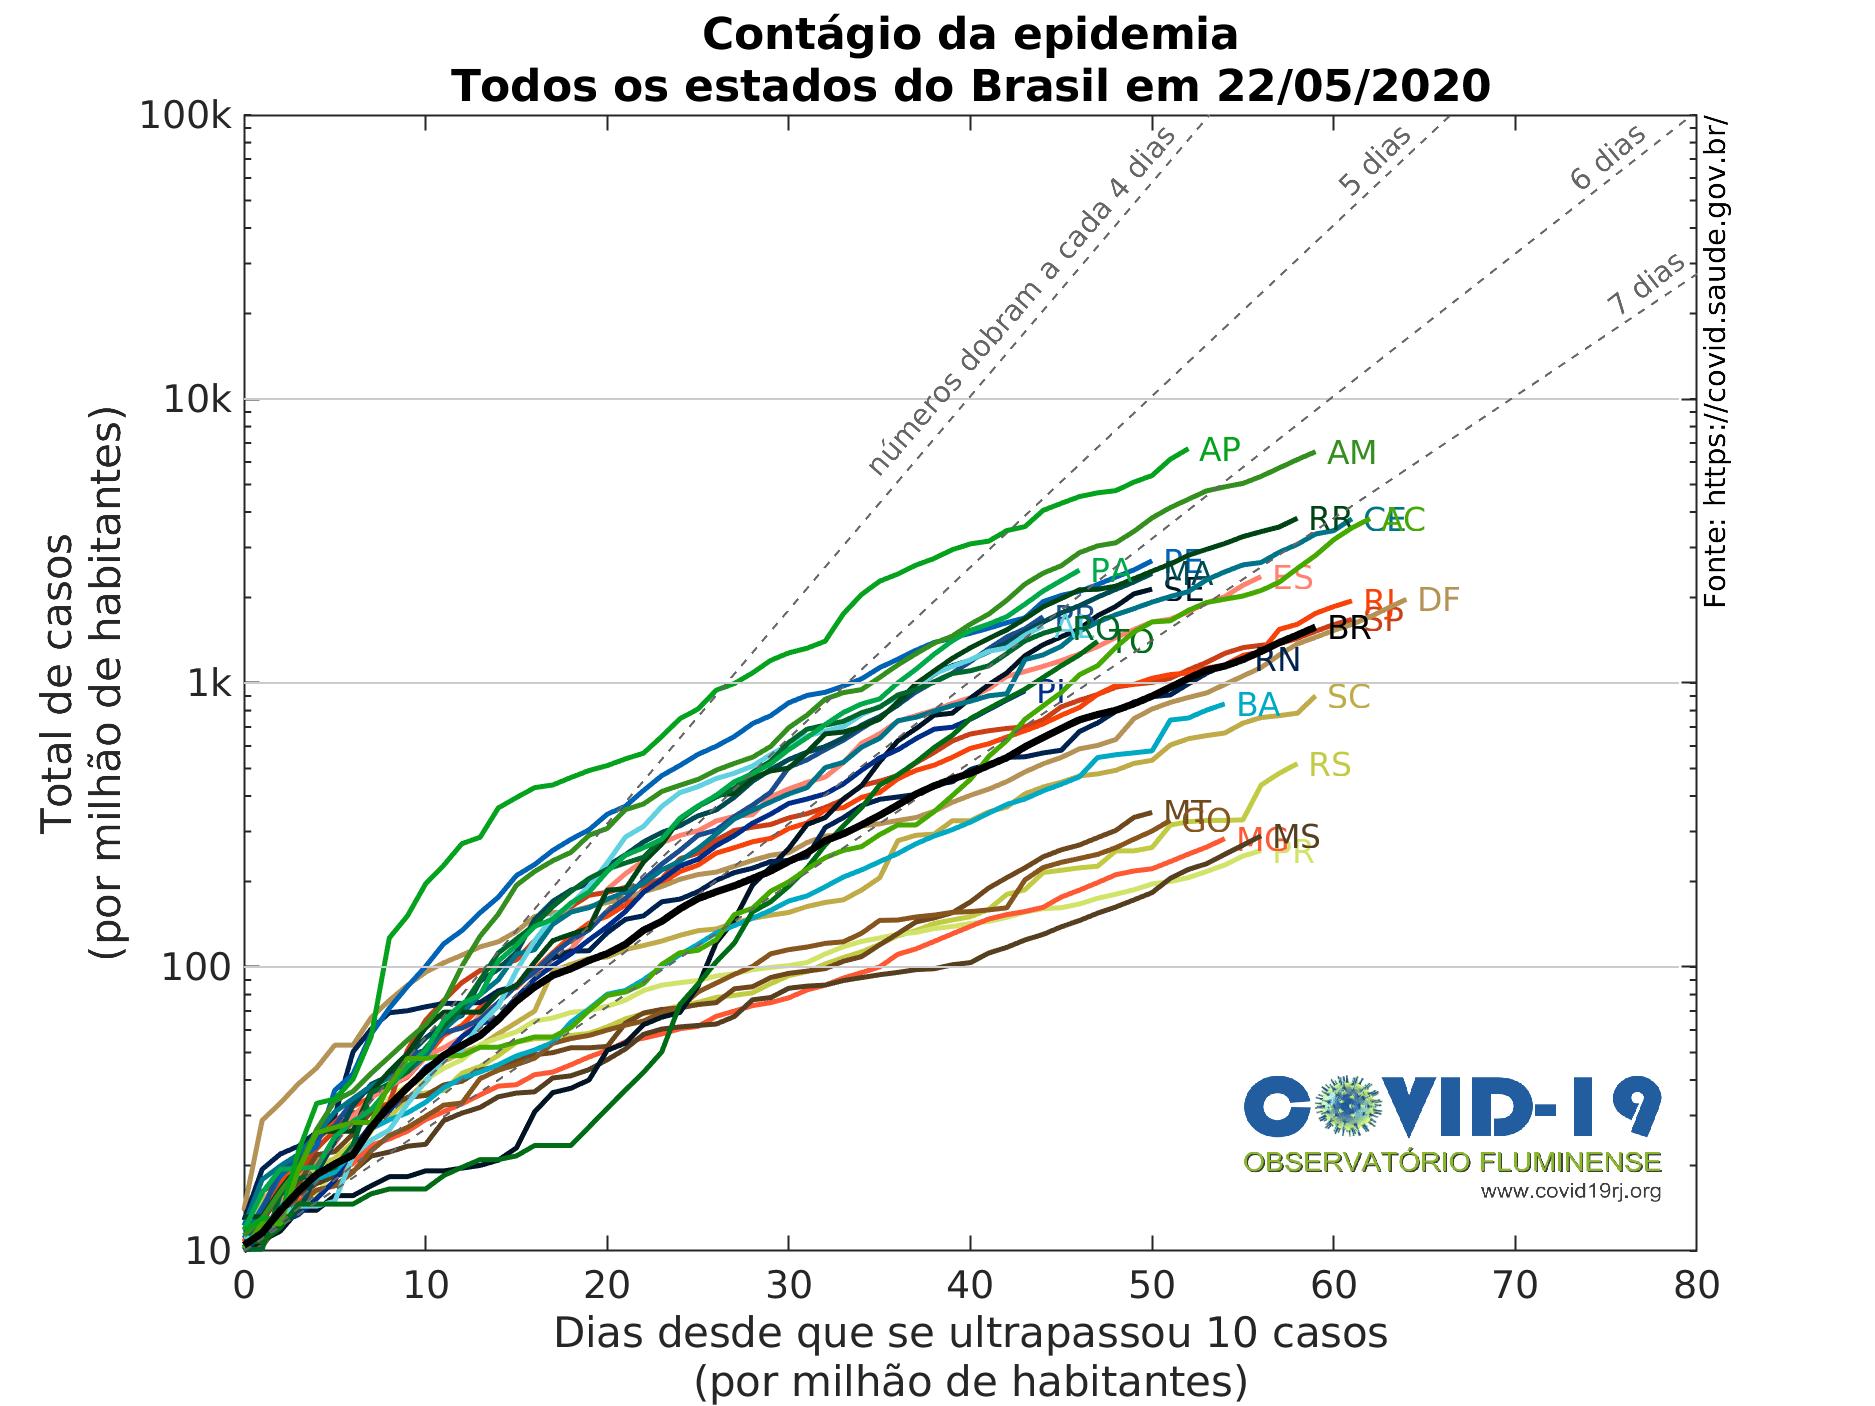 Contágio da epidemia
Todos os estados do Brasil em 22/05/2020
100k
10k
1k
100
10
Total de casos
(por milhão de habitantes)
números dobram a cada 4 dias
5 dias
6 dias
7 dias
Fonte: https://covid.saude.gov.br/
AP
AM
RR
CE
AC
PE
PA
MA
SE
ES
DF
RJ
SP
PB
AL
RO
TO
BR
RN
PI
SC
BA
RS
MT
GO
MG
MS
PR
COVID-19
OBSERVATÓRIO FLUMINENSE
www.covid19rj.org
0 10 20 30 40 50 60 70 80
Dias desde que se ultrapassou 10 casos
(por milhão de habitantes)